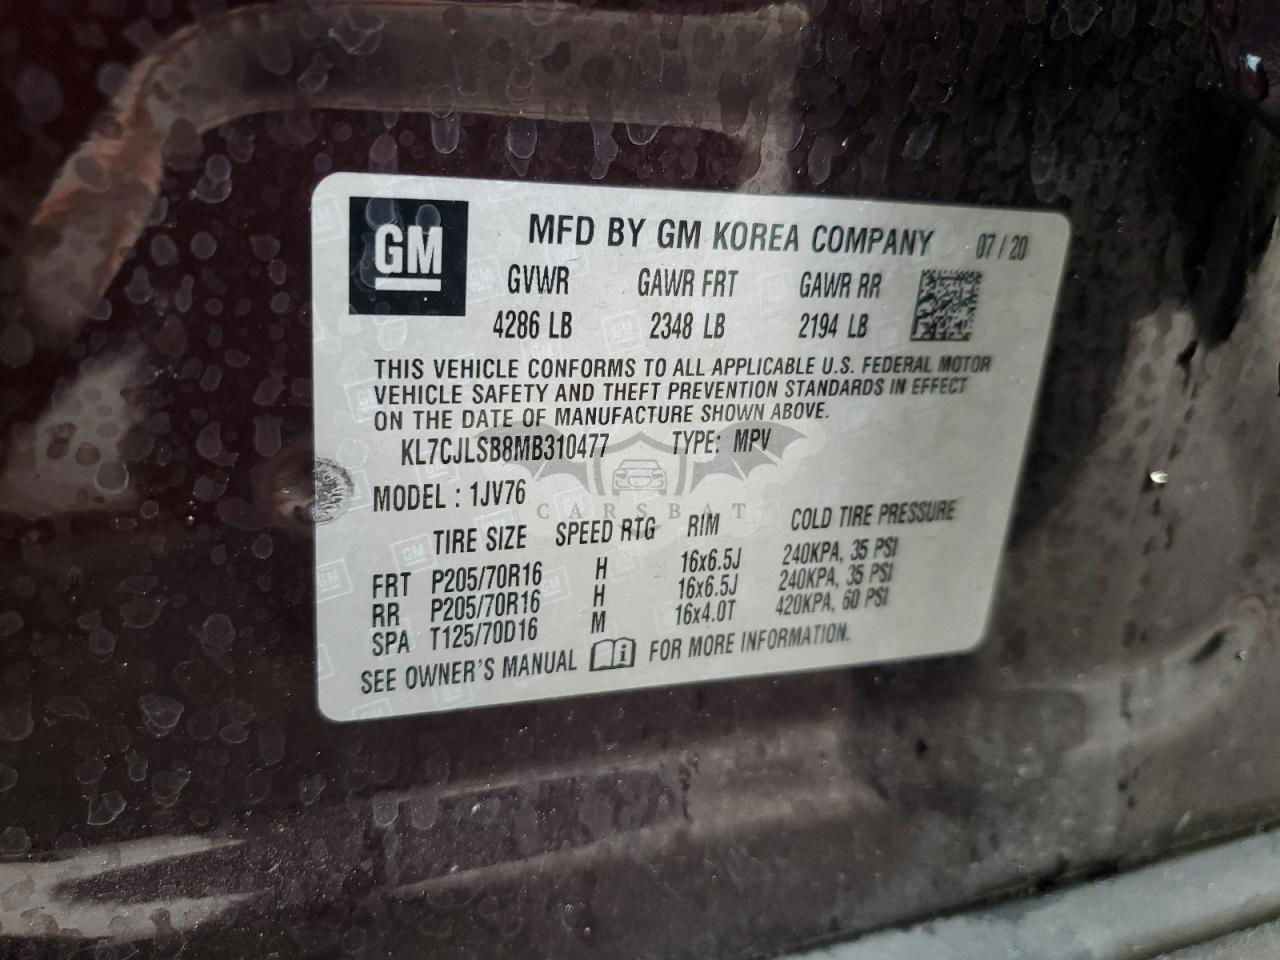 GM
MFD BY GM KOREA COMPANY 07/20
GVWR GAWR FRT GAWR RR
4286 LB 2348 LB 2194 LB
THIS VEHICLE CONFORMS TO ALL APPLICABLE U.S. FEDERAL MOTOR
VEHICLE SAFETY AND THEFT PREVENTION STANDARDS IN EFFECT
ON THE DATE OF MANUFACTURE SHOWN ABOVE.
KL7CJLSB8MB310477 TYPE: MPV
MODEL : 1JV76
CARSBAT
TIRE SIZE SPEED RTG RIM COLD TIRE PRESSURE
FRT P205/70R16 H 16x6.5J 240KPA, 35 PSI
RR P205/70R16 H 16x6.5J 240KPA, 35 PSI
SPA T125/70D16 M 16x4.0T 420KPA, 60 PSI
SEE OWNER'S MANUAL FOR MORE INFORMATION.